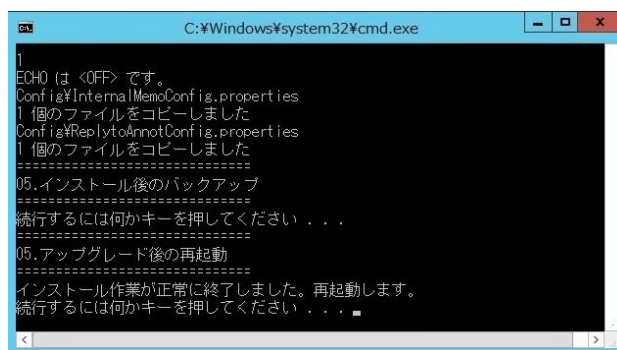 C:¥Windows¥system32¥cmd.exe
1
ECHO は <OFF> です。
Config¥InternalMemoConfig.properties
1 個のファイルをコピーしました
Config¥ReplytoAnnotConfig.properties
1 個のファイルをコピーしました
==============================
05.インストール後のバックアップ
==============================
続行するには何かキーを押してください . . .
==============================
05.アップグレード後の再起動
==============================
インストール作業が正常に終了しました。再起動します。
続行するには何かキーを押してください . . .